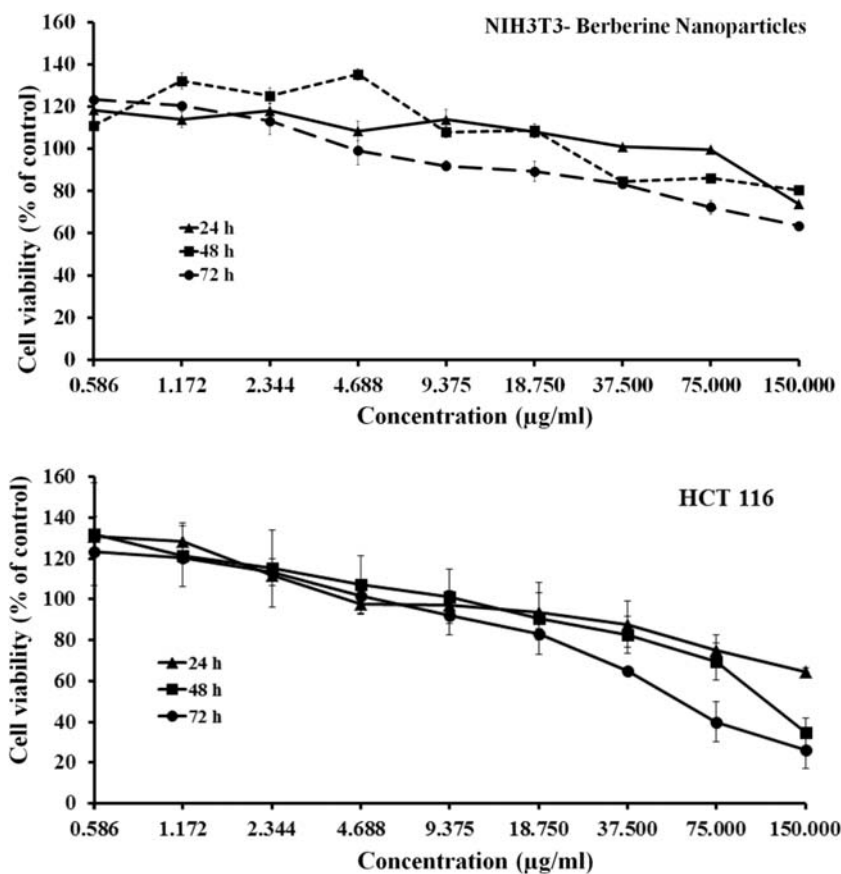 NIH3T3- Berberine Nanoparticles
Cell viability (% of control)
160
140
120
100
80
60
40
20
0
24 h
48 h
72 h
0.586 1.172 2.344 4.688 9.375 18.750 37.500 75.000 150.000
Concentration (µg/ml)
HCT 116
Cell viability (% of control)
160
140
120
100
80
60
40
20
0
24 h
48 h
72 h
0.586 1.172 2.344 4.688 9.375 18.750 37.500 75.000 150.000
Concentration (µg/ml)